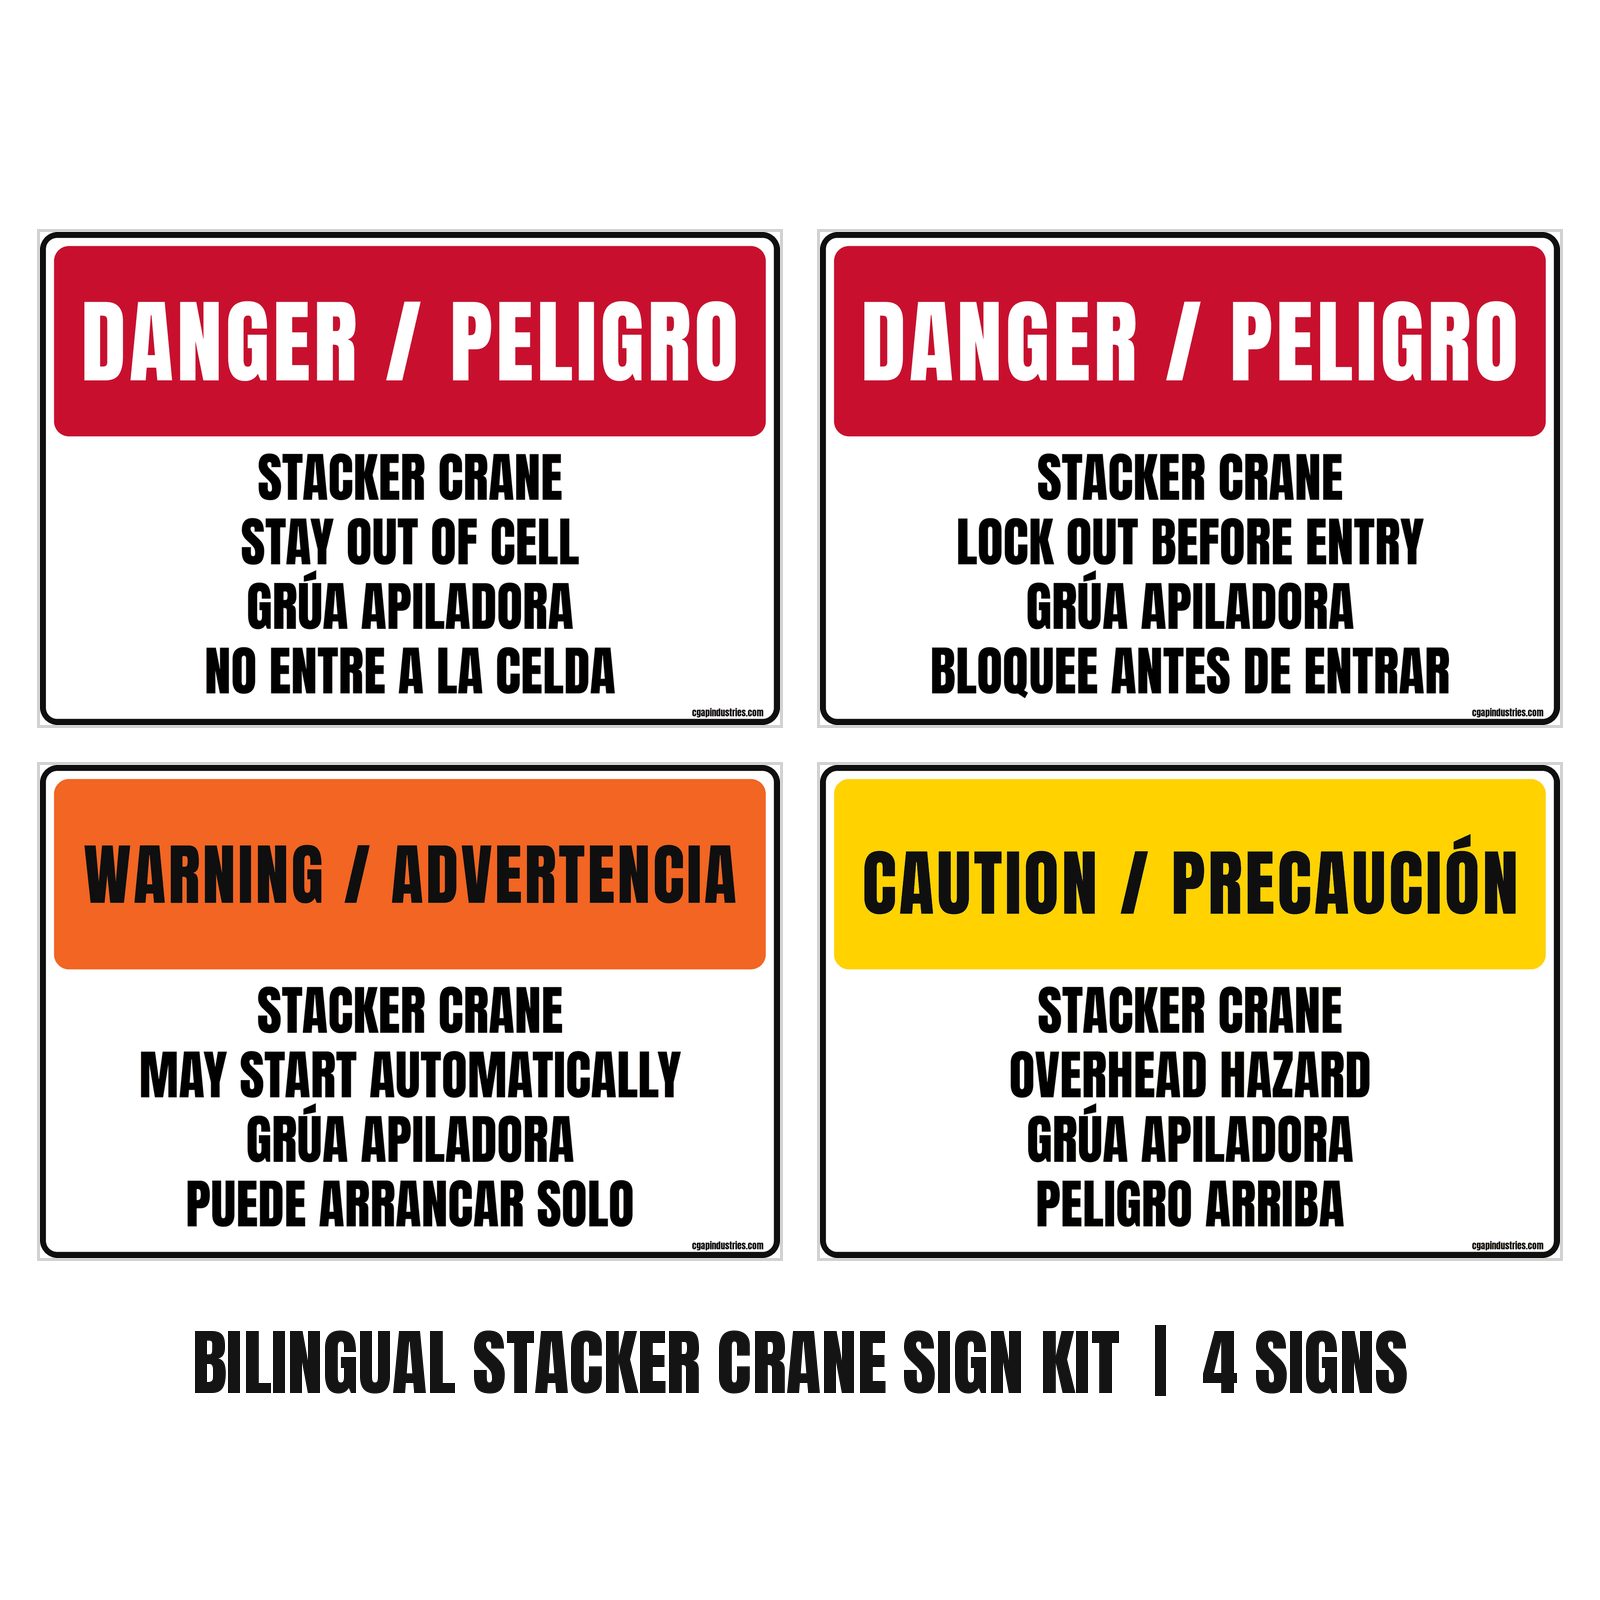 DANGER / PELIGRO
STACKER CRANE
STAY OUT OF CELL
GRÚA APILADORA
NO ENTRE A LA CELDA
cgapindustries.com
DANGER / PELIGRO
STACKER CRANE
LOCK OUT BEFORE ENTRY
GRÚA APILADORA
BLOQUEE ANTES DE ENTRAR
cgapindustries.com
WARNING / ADVERTENCIA
STACKER CRANE
MAY START AUTOMATICALLY
GRÚA APILADORA
PUEDE ARRANCAR SOLO
cgapindustries.com
CAUTION / PRECAUCIÓN
STACKER CRANE
OVERHEAD HAZARD
GRÚA APILADORA
PELIGRO ARRIBA
cgapindustries.com
BILINGUAL STACKER CRANE SIGN KIT | 4 SIGNS